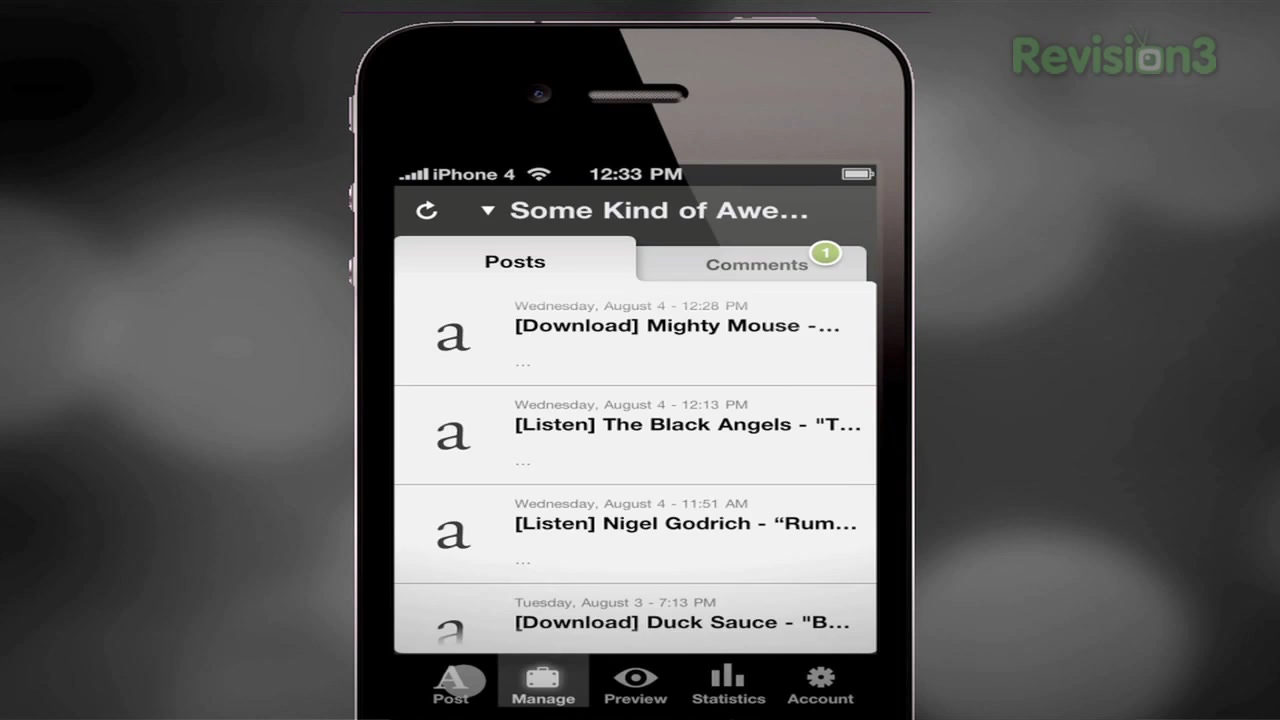 Revision3
iPhone 4 12:33 PM
Some Kind of Awe...
Posts
Comments
1
Wednesday, August 4 - 12:28 PM
a
[Download] Mighty Mouse -...
...
Wednesday, August 4 - 12:13 PM
a
[Listen] The Black Angels - "T...
...
Wednesday, August 4 - 11:51 AM
a
[Listen] Nigel Godrich - “Rum...
...
Tuesday, August 3 - 7:13 PM
a
[Download] Duck Sauce - "B...
A
Post Manage Preview Statistics Account